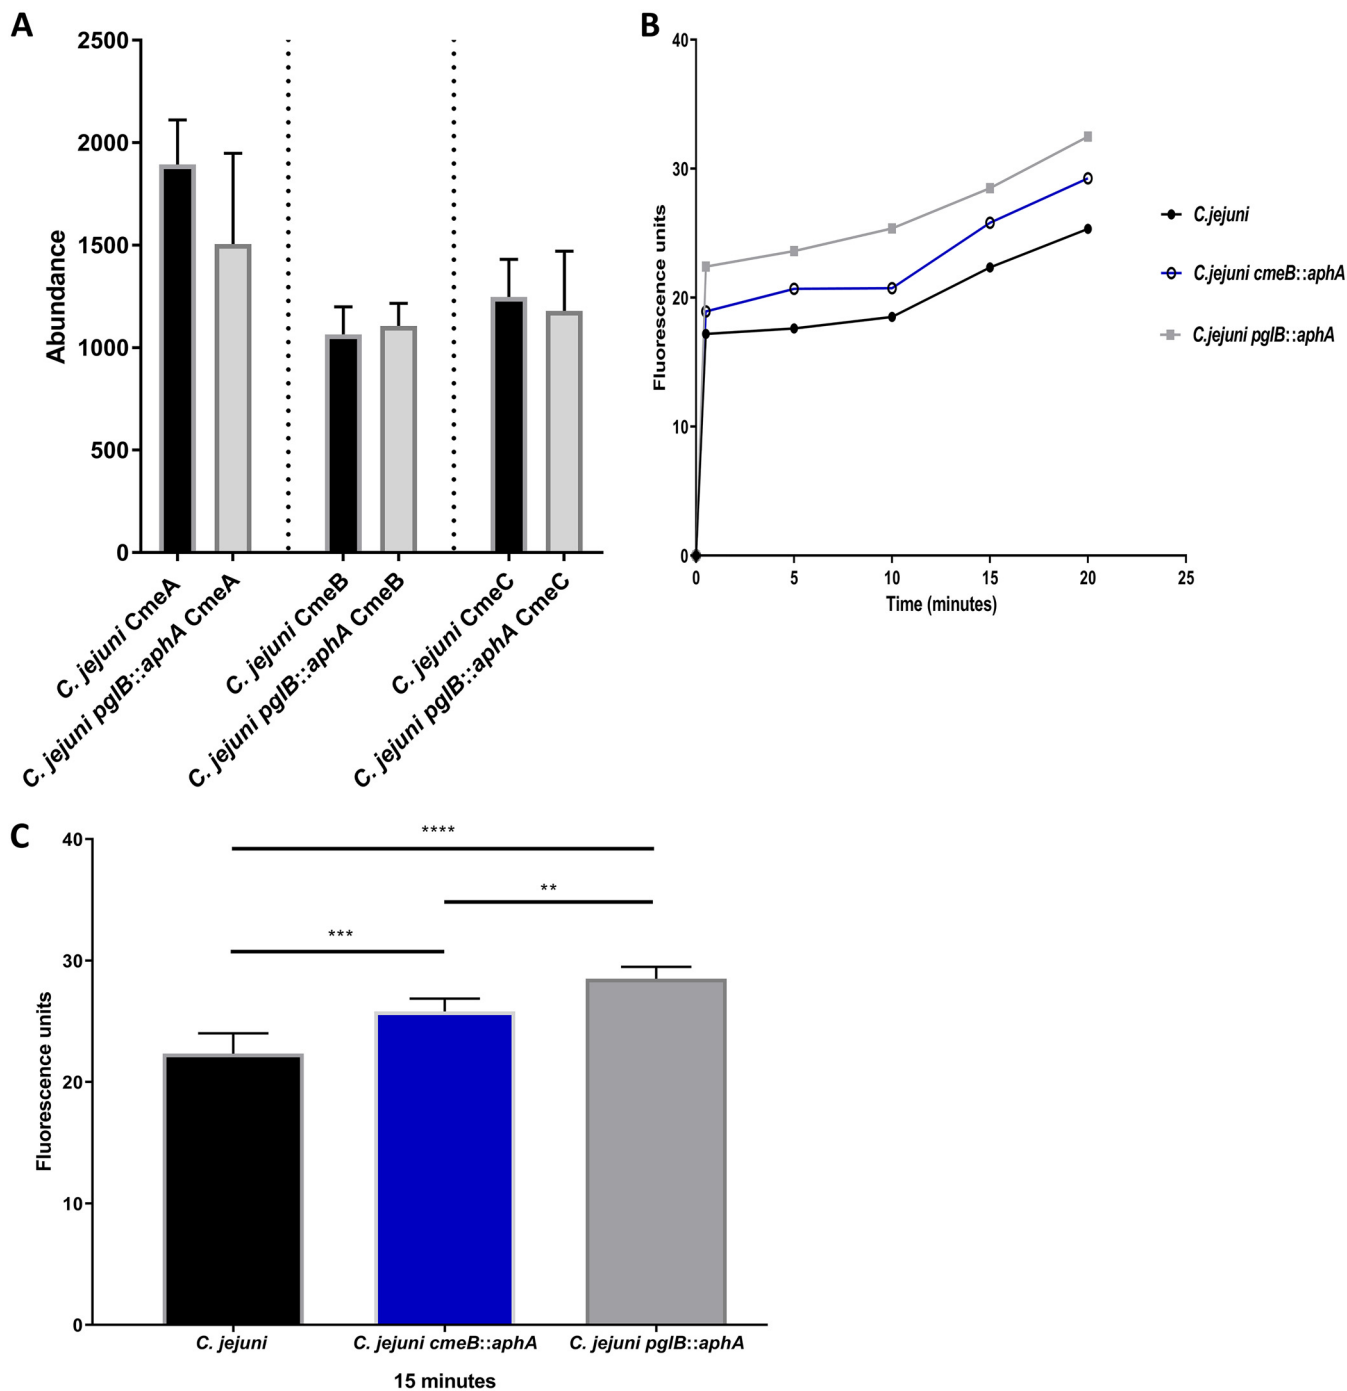 A
2500
2000
1500
1000
500
0
Abundance
C. jejuni CmeA
C. jejuni pglB::aphA CmeA
C. jejuni CmeB
C. jejuni pglB::aphA CmeB
C. jejuni CmeC
C. jejuni pglB::aphA CmeC
B
40
30
20
10
0
Fluorescence units
0 5 10 15 20 25
Time (minutes)
C.jejuni
C.jejuni cmeB::aphA
C.jejuni pglB::aphA
C
40
30
20
10
0
Fluorescence units
****
**
***
C. jejuni
C. jejuni cmeB::aphA
C. jejuni pglB::aphA
15 minutes